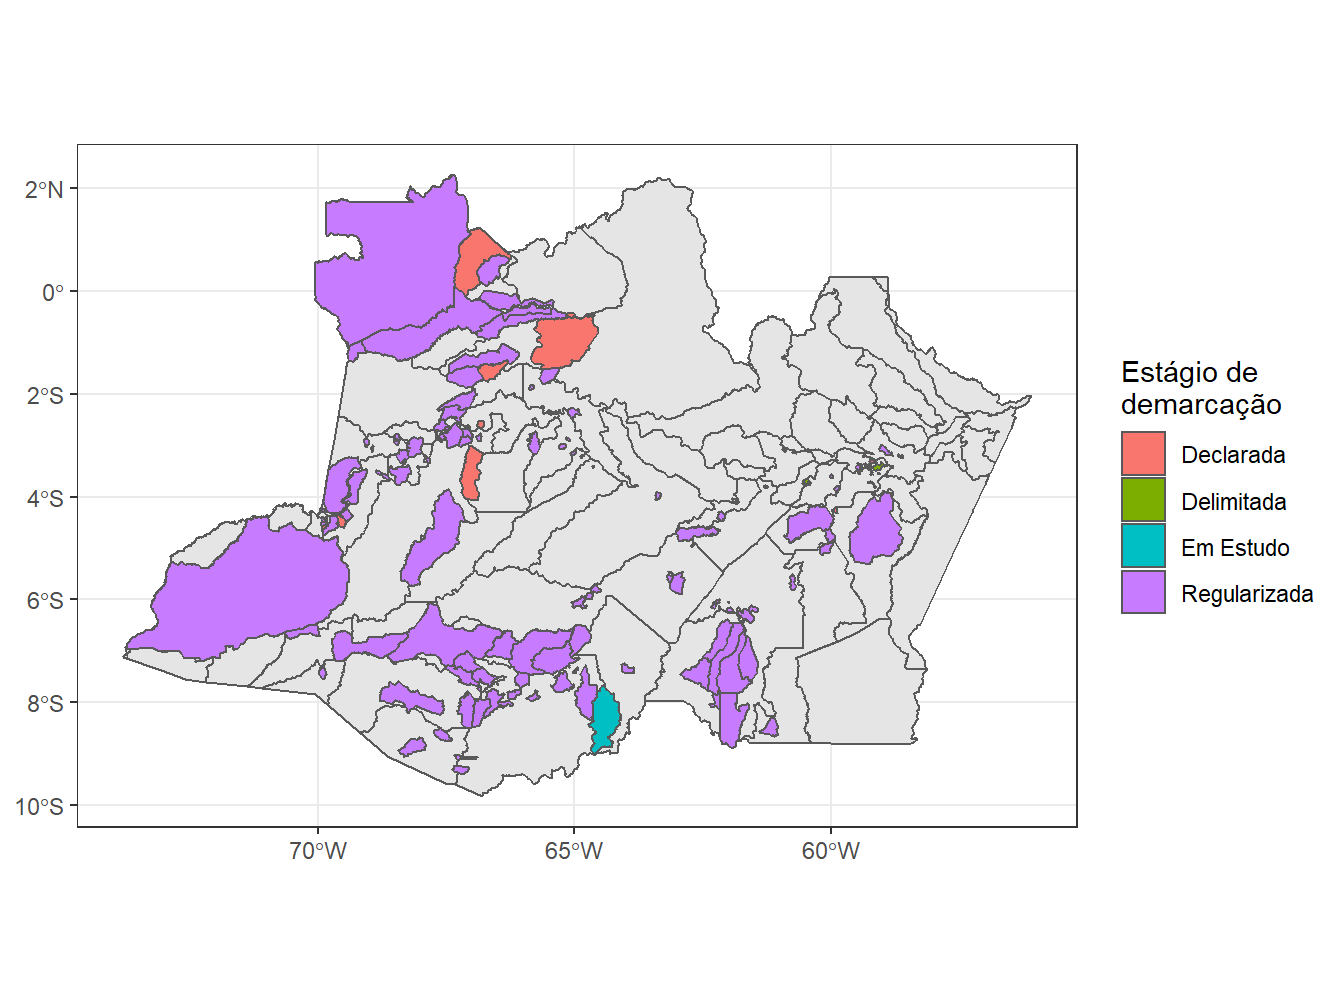 2°N
0°
2°S
4°S
6°S
8°S
10°S
70°W
65°W
60°W
Estágio de
demarcação
Declarada
Delimitada
Em Estudo
Regularizada